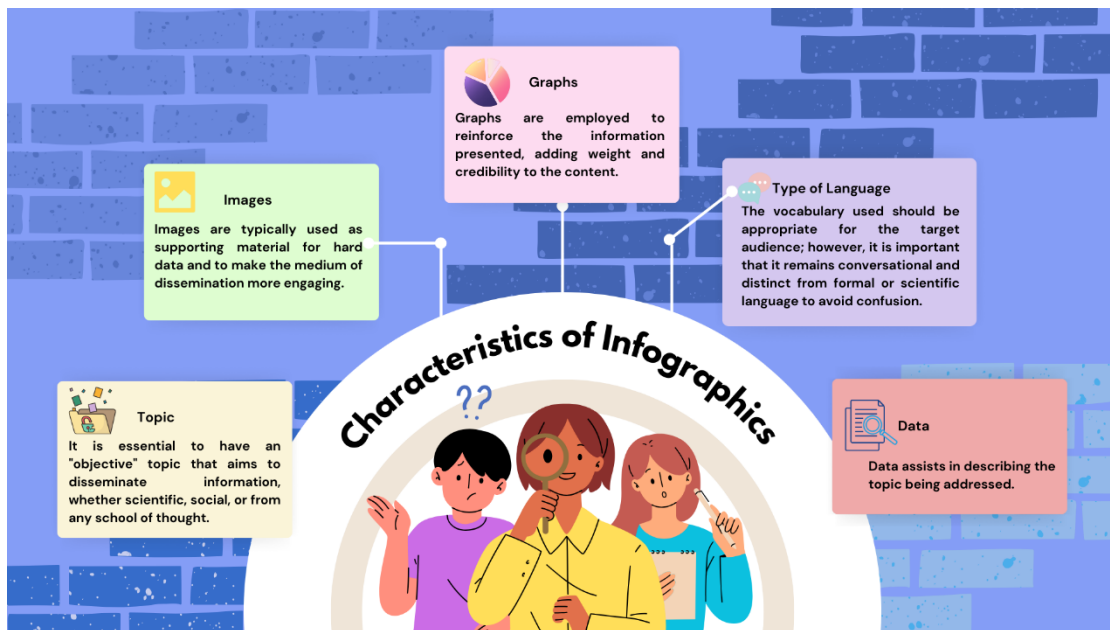 Characteristics of Infographics
Topic
It is essential to have an
"objective" topic that aims to
disseminate information,
whether scientific, social, or from
any school of thought.
Images
Images are typically used as
supporting material for hard
data and to make the medium of
dissemination more engaging.
Graphs
Graphs are employed to
reinforce the information
presented, adding weight and
credibility to the content.
Type of Language
The vocabulary used should be
appropriate for the target
audience; however, it is important
that it remains conversational and
distinct from formal or scientific
language to avoid confusion.
Data
Data assists in describing the
topic being addressed.
??